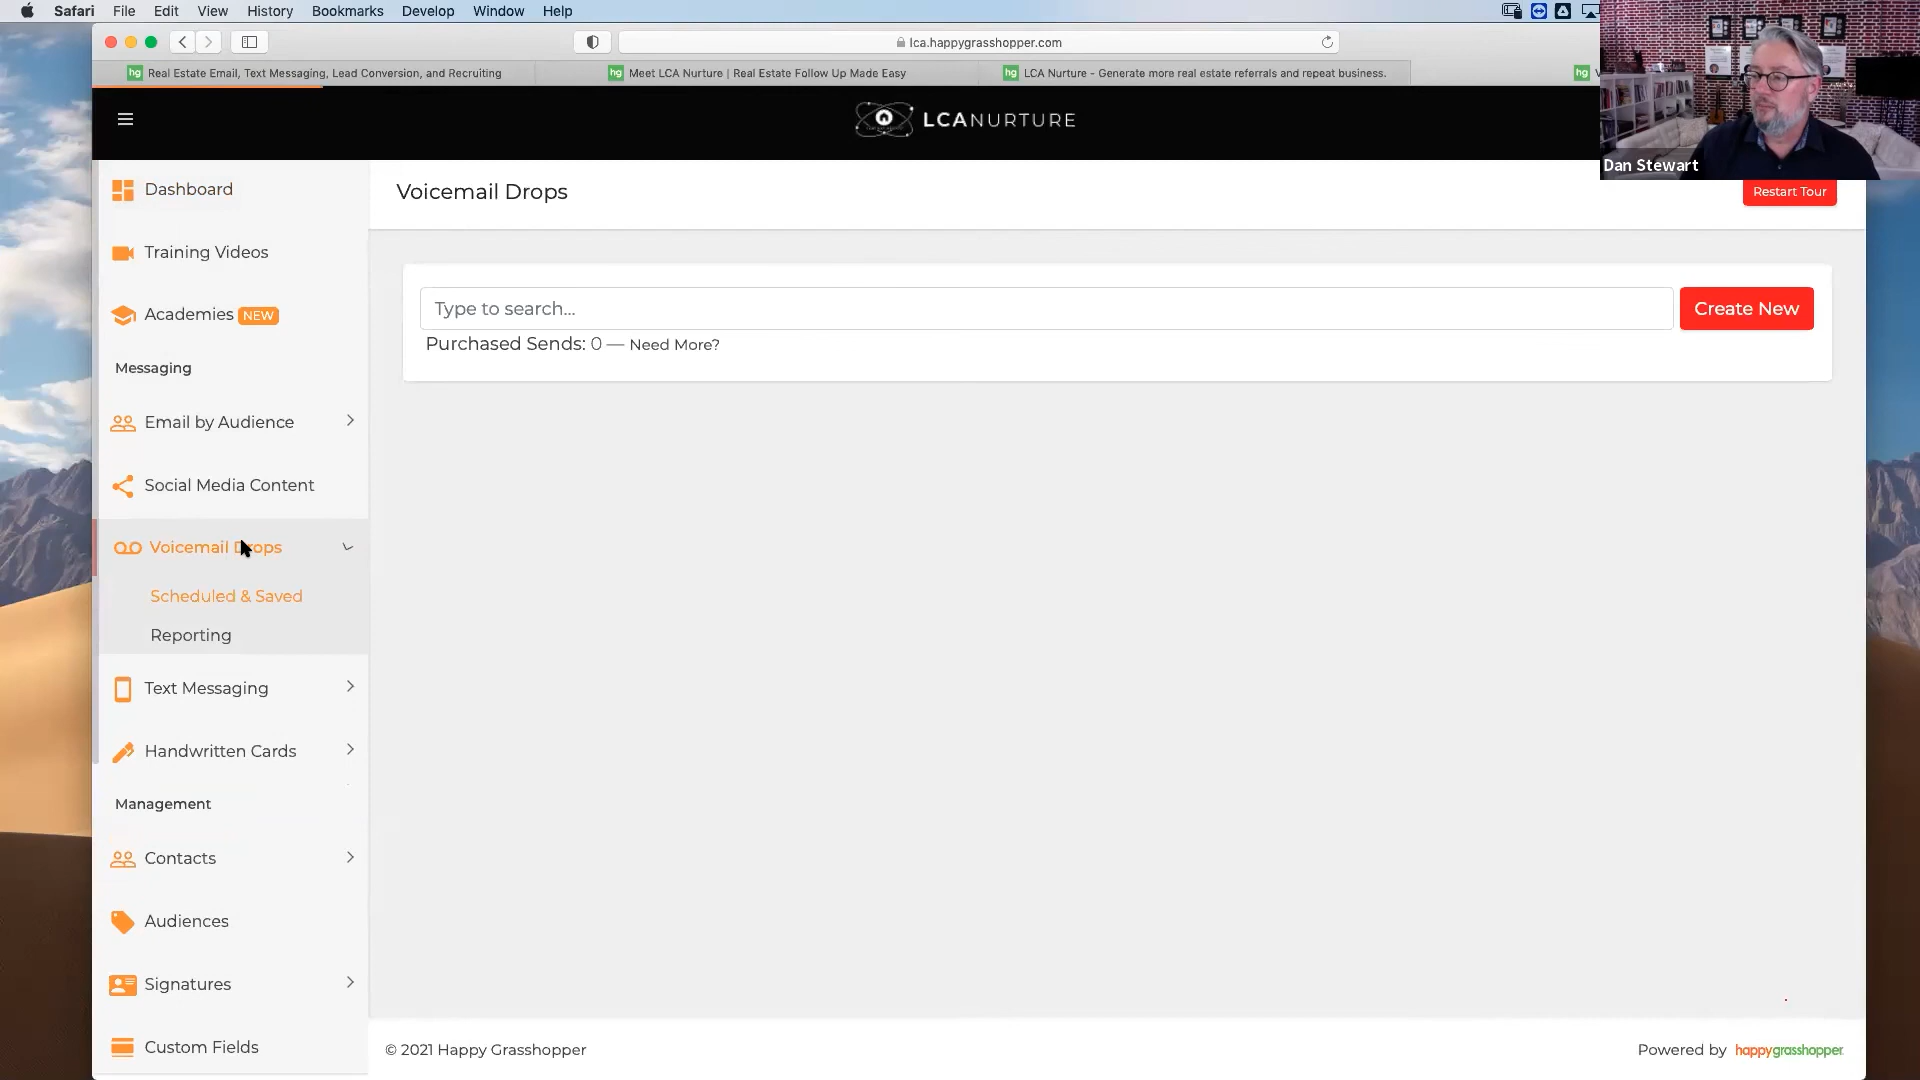 Safari File Edit View History Bookmarks Develop Window Help
lca.happygrasshopper.com
hg Real Estate Email, Text Messaging, Lead Conversion, and Recruiting
hg Meet LCA Nurture | Real Estate Follow Up Made Easy
hg LCA Nurture - Generate more real estate referrals and repeat business.
hg
LCANURTURE
Dan Stewart
Dashboard
Training Videos
Academies NEW
Messaging
Email by Audience
Social Media Content
Voicemail Drops
Scheduled & Saved
Reporting
Text Messaging
Handwritten Cards
Management
Contacts
Audiences
Signatures
Custom Fields
Voicemail Drops
Restart Tour
Type to search...
Create New
Purchased Sends: 0 — Need More?
© 2021 Happy Grasshopper
Powered by happygrasshopper